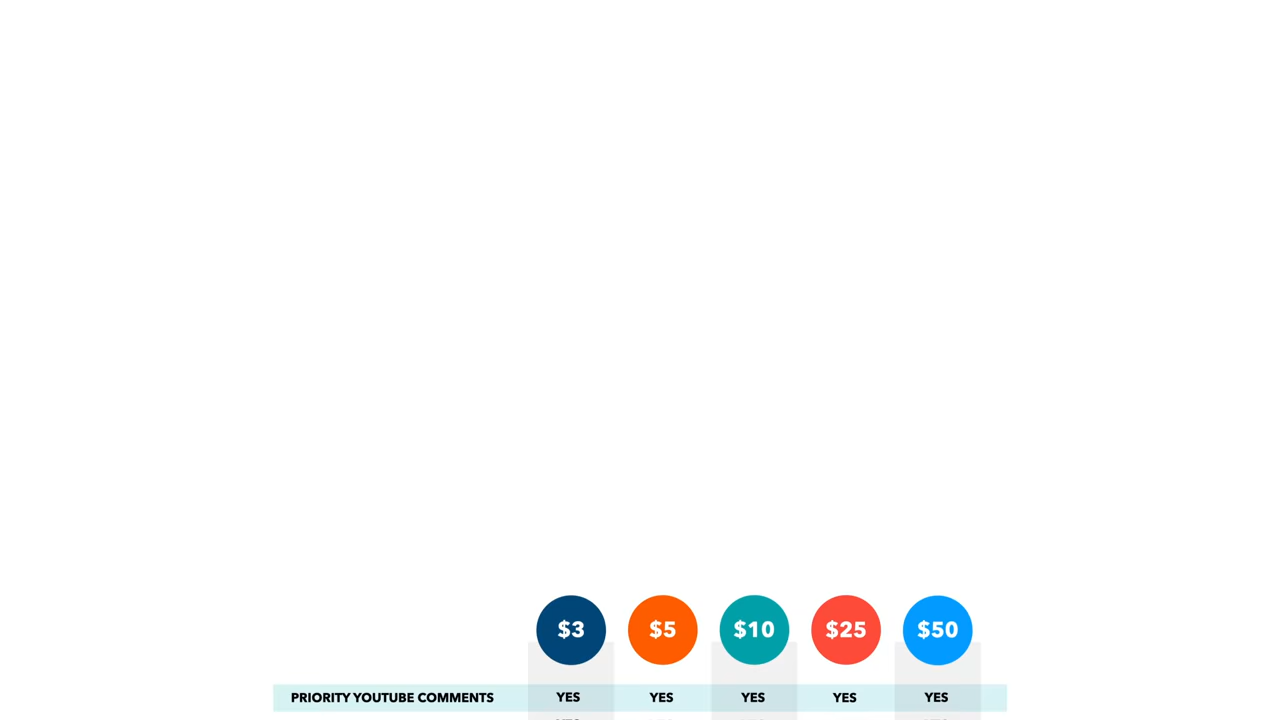 $3 $5 $10 $25 $50
PRIORITY YOUTUBE COMMENTS YES YES YES YES YES